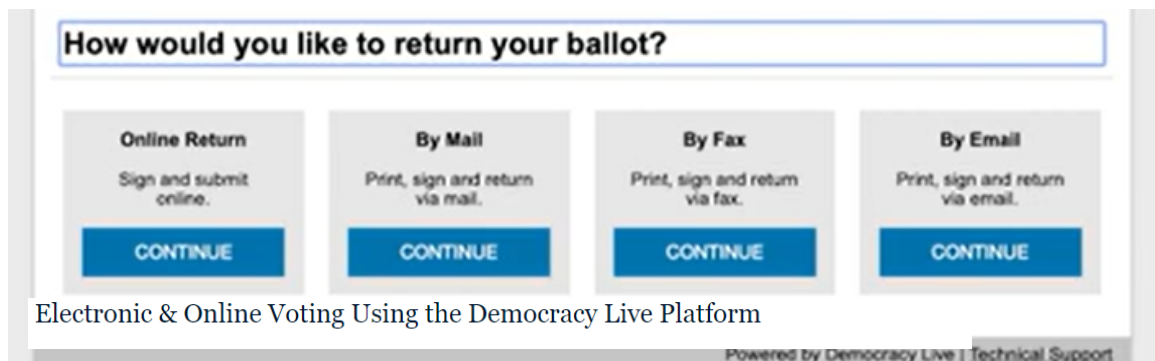 How would you like to return your ballot?
Online Return
Sign and submit
online.
CONTINUE
By Mail
Print, sign and return
via mail.
CONTINUE
By Fax
Print, sign and return
via fax.
CONTINUE
By Email
Print, sign and return
via email.
CONTINUE
Electronic & Online Voting Using the Democracy Live Platform
Powered by Democracy Live | Technical Support